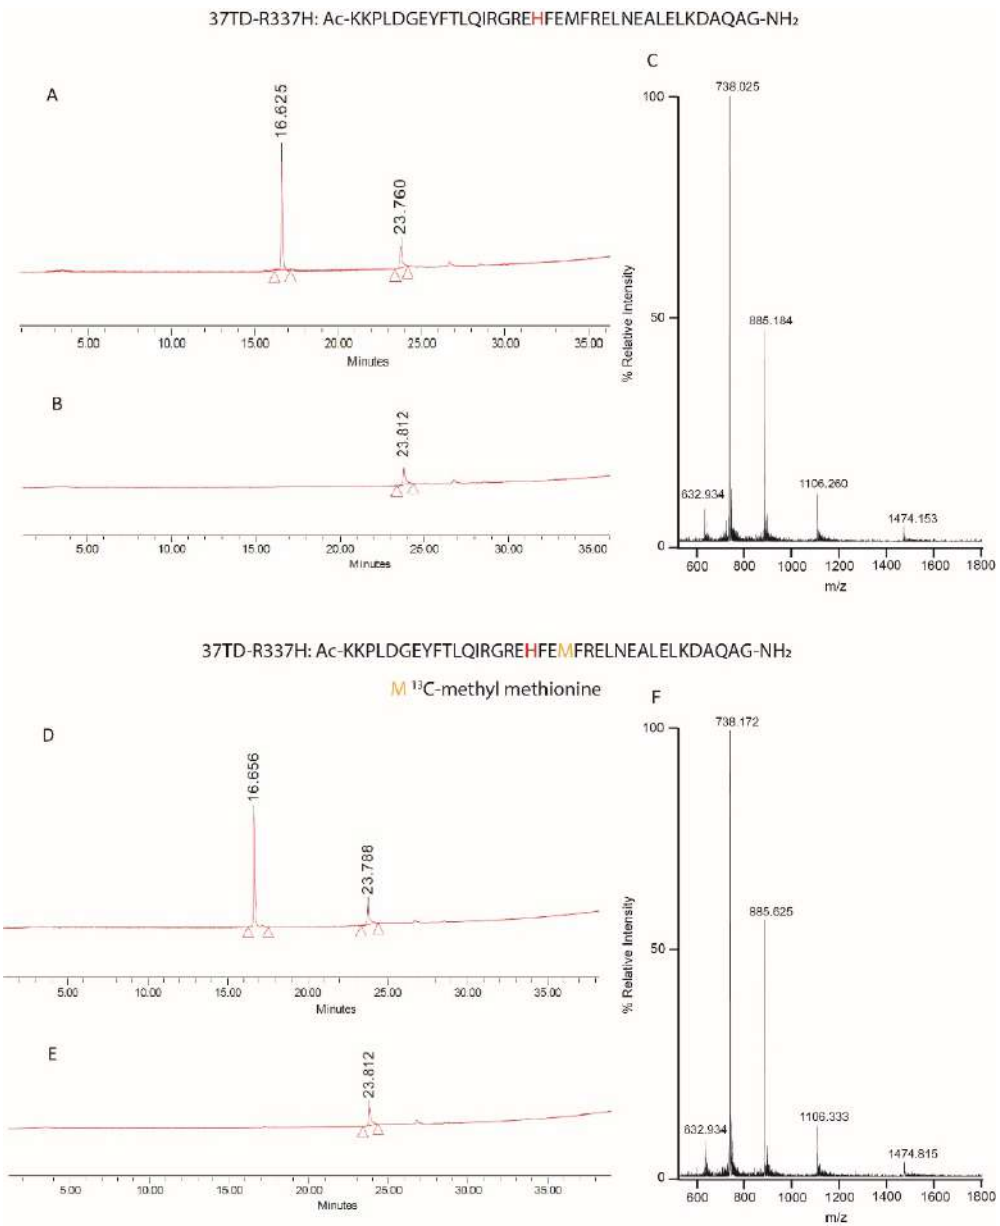 37TD-R337H: Ac-KKPLDGEYFTLQIRGREHFEMFRELNEALELKDAQAG-NH₂
A
16.625
23.760
5.00 10.00 15.00 20.00 25.00 30.00 35.00
Minutes
B
23.812
5.00 10.00 15.00 20.00 25.00 30.00 35.00
Minutes
C
% Relative Intensity
100
50
0
738.025
885.184
632.934
1106.260
1474.153
600 800 1000 1200 1400 1600 1800
m/z
37TD-R337H: Ac-KKPLDGEYFTLQIRGREHFEMFRELNEALELKDAQAG-NH₂
M ¹³C-methyl methionine
D
16.656
23.788
5.00 10.00 15.00 20.00 25.00 30.00 35.00
Minutes
E
23.812
5.00 10.00 15.00 20.00 25.00 30.00 35.00
Minutes
F
% Relative Intensity
100
50
0
738.172
885.625
632.934
1106.333
1474.815
600 800 1000 1200 1400 1600 1800
m/z